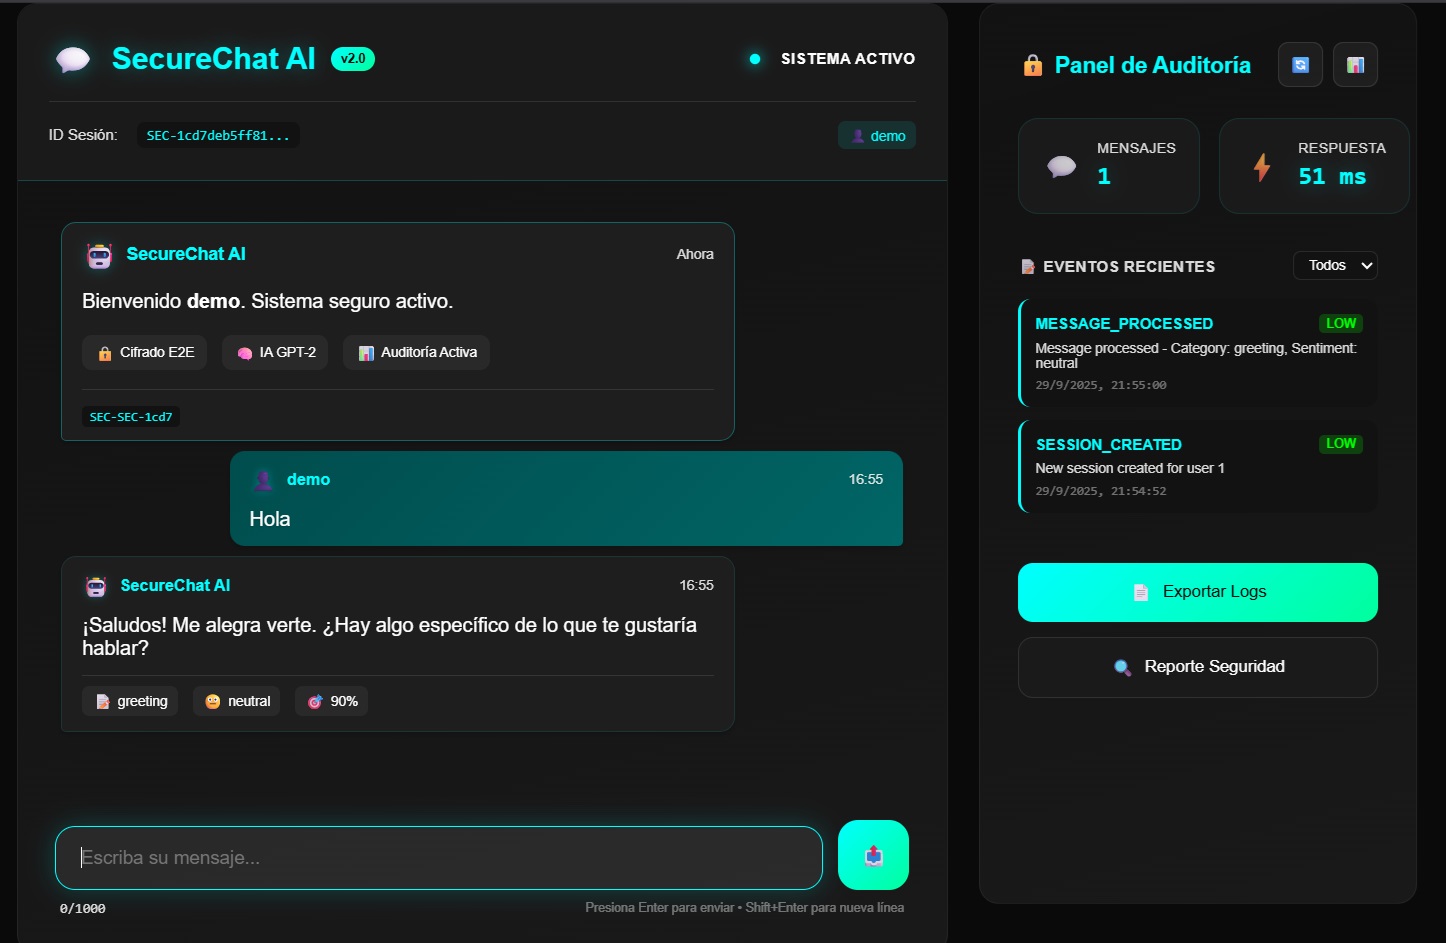 SecureChat AI v2.0
SISTEMA ACTIVO
ID Sesión: SEC-1cd7deb5ff81...
demo
SecureChat AI
Ahora
Bienvenido demo. Sistema seguro activo.
Cifrado E2E
IA GPT-2
Auditoría Activa
SEC-SEC-1cd7
demo
16:55
Hola
SecureChat AI
16:55
¡Saludos! Me alegra verte. ¿Hay algo específico de lo que te gustaría
hablar?
greeting
neutral
90%
Escriba su mensaje...
0/1000
Presiona Enter para enviar • Shift+Enter para nueva línea
Panel de Auditoría
MENSAJES
1
RESPUESTA
51 ms
EVENTOS RECIENTES
Todos
MESSAGE_PROCESSED
LOW
Message processed - Category: greeting, Sentiment:
neutral
29/9/2025, 21:55:00
SESSION_CREATED
LOW
New session created for user 1
29/9/2025, 21:54:52
Exportar Logs
Reporte Seguridad